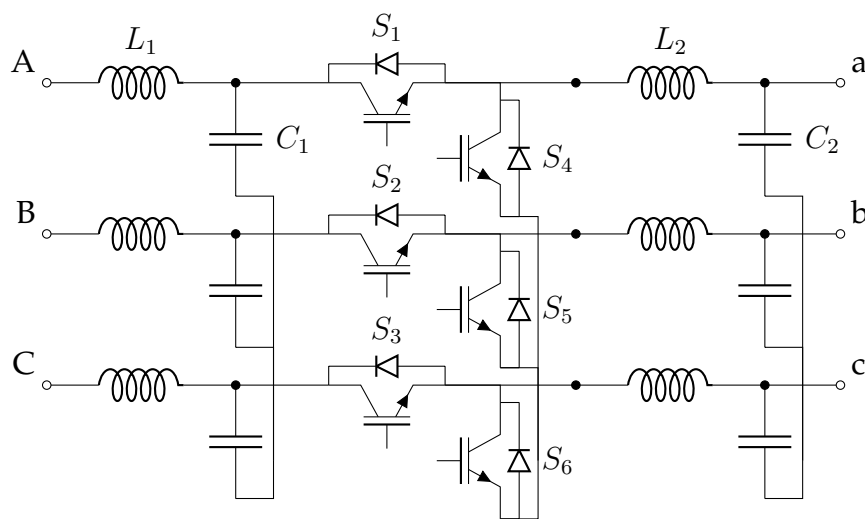 A L₁ S₁ L₂ a
C₁ S₄ C₂
B S₂ b
S₅
C S₃ c
S₆